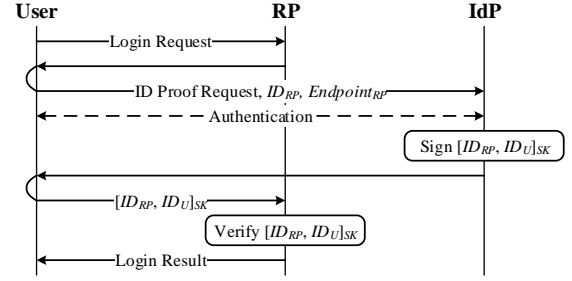 User RP IdP
Login Request
ID Proof Request, ID_RP, Endpoint_RP
Authentication
Sign [ID_RP, ID_U]_SK
[ID_RP, ID_U]_SK
Verify [ID_RP, ID_U]_SK
Login Result